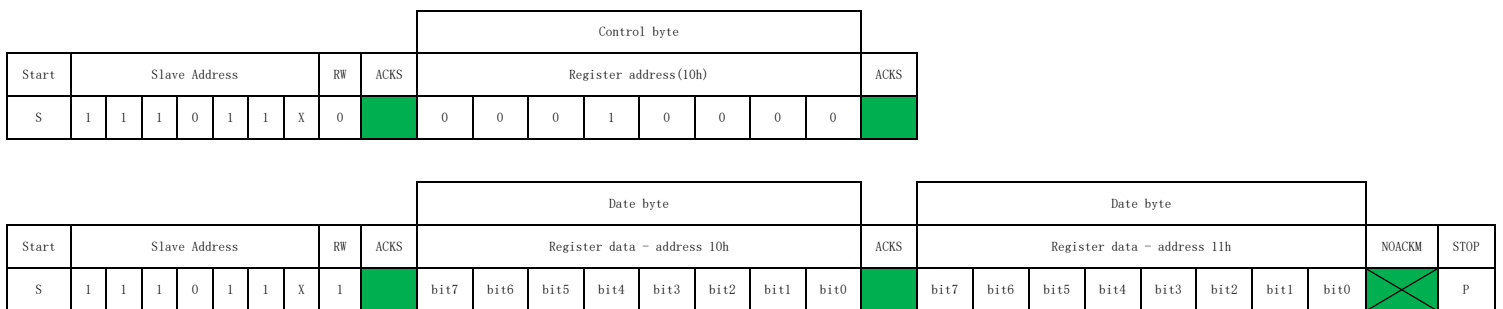 Control byte
Start Slave Address RW ACKS Register address(10h) ACKS
S 1 1 1 0 1 1 X 0 0 0 0 1 0 0 0 0
Date byte Date byte
Start Slave Address RW ACKS Register data - address 10h ACKS Register data - address 11h NOACKM STOP
S 1 1 1 0 1 1 X 1 bit7 bit6 bit5 bit4 bit3 bit2 bit1 bit0 bit7 bit6 bit5 bit4 bit3 bit2 bit1 bit0 P